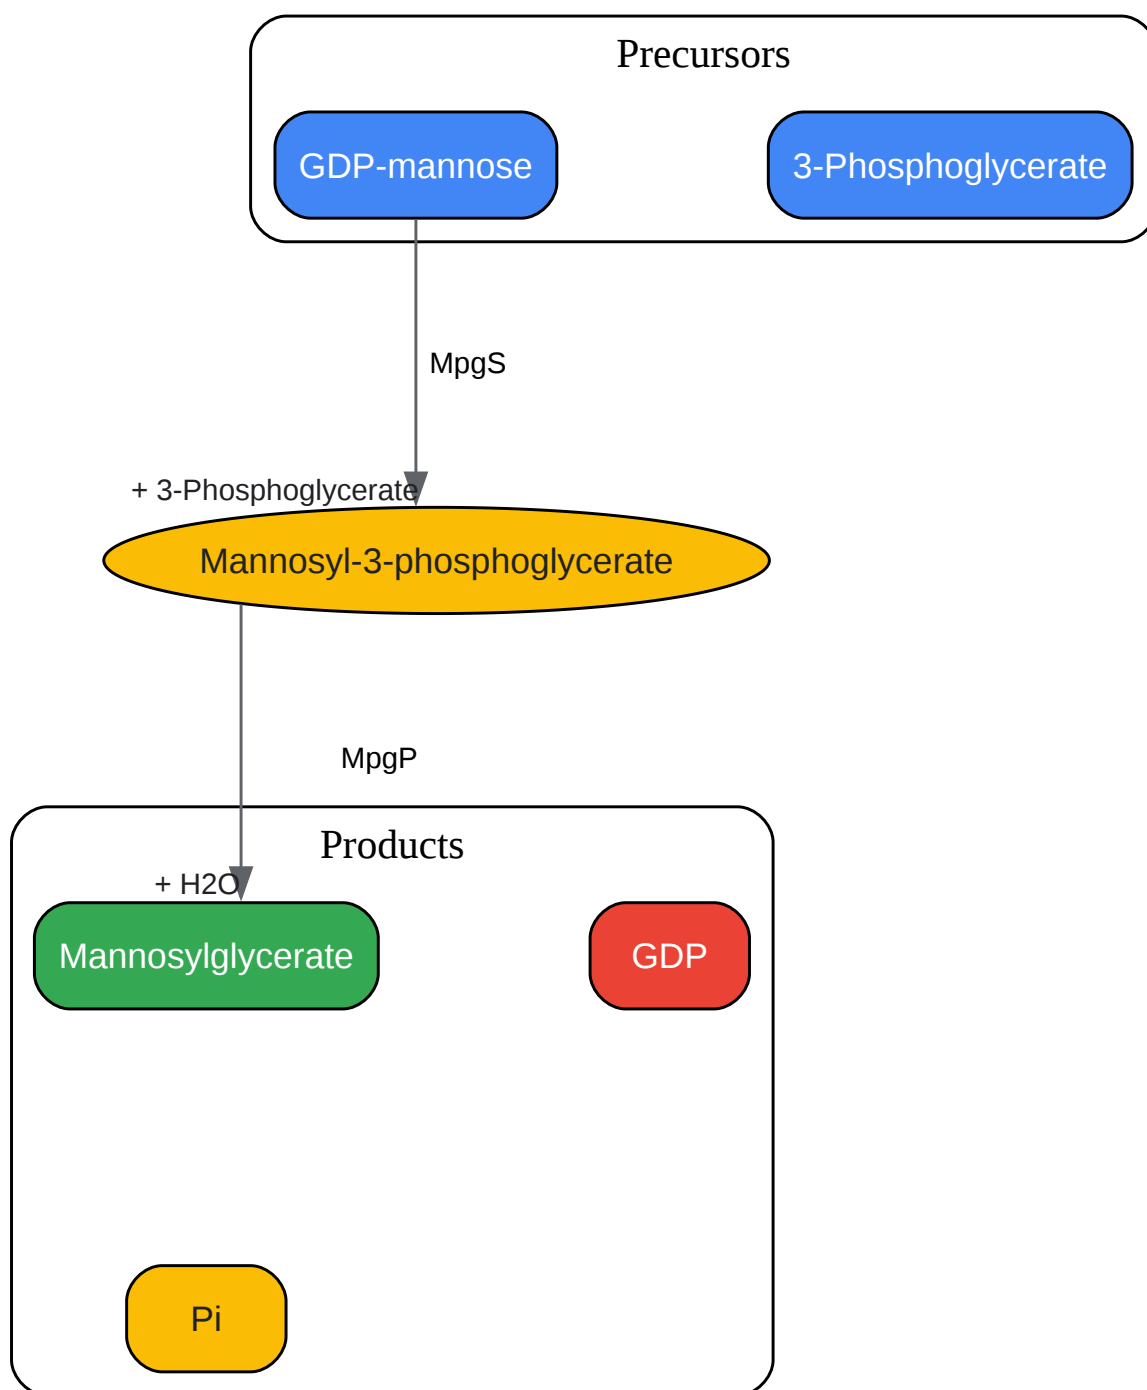 Precursors
GDP-mannose
3-Phosphoglycerate
MpgS
+ 3-Phosphoglycerate
Mannosyl-3-phosphoglycerate
MpgP
Products
+ H2O
Mannosylglycerate
GDP
Pi